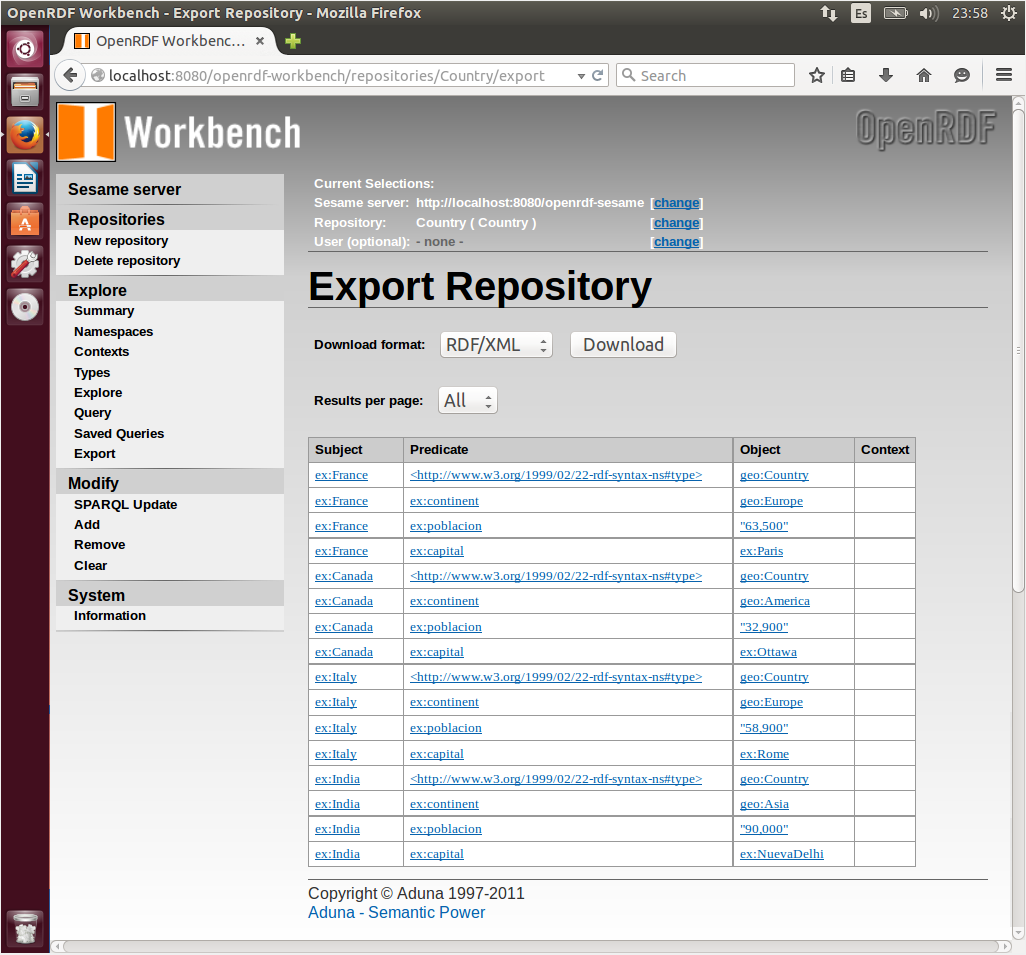 OpenRDF Workbench - Export Repository - Mozilla Firefox
Es
23:58
OpenRDF Workbenc...
localhost:8080/openrdf-workbench/repositories/Country/export
Search
Workbench
OpenRDF
Sesame server
Repositories
New repository
Delete repository
Explore
Summary
Namespaces
Contexts
Types
Explore
Query
Saved Queries
Export
Modify
SPARQL Update
Add
Remove
Clear
System
Information
Current Selections:
Sesame server: http://localhost:8080/openrdf-sesame [change]
Repository: Country ( Country ) [change]
User (optional): - none - [change]
Export Repository
Download format: RDF/XML Download
Results per page: All
Subject Predicate Object Context
ex:France <http://www.w3.org/1999/02/22-rdf-syntax-ns#type> geo:Country
ex:France ex:continent geo:Europe
ex:France ex:poblacion "63,500"
ex:France ex:capital ex:Paris
ex:Canada <http://www.w3.org/1999/02/22-rdf-syntax-ns#type> geo:Country
ex:Canada ex:continent geo:America
ex:Canada ex:poblacion "32,900"
ex:Canada ex:capital ex:Ottawa
ex:Italy <http://www.w3.org/1999/02/22-rdf-syntax-ns#type> geo:Country
ex:Italy ex:continent geo:Europe
ex:Italy ex:poblacion "58,900"
ex:Italy ex:capital ex:Rome
ex:India <http://www.w3.org/1999/02/22-rdf-syntax-ns#type> geo:Country
ex:India ex:continent geo:Asia
ex:India ex:poblacion "90,000"
ex:India ex:capital ex:NuevaDelhi
Copyright © Aduna 1997-2011
Aduna - Semantic Power